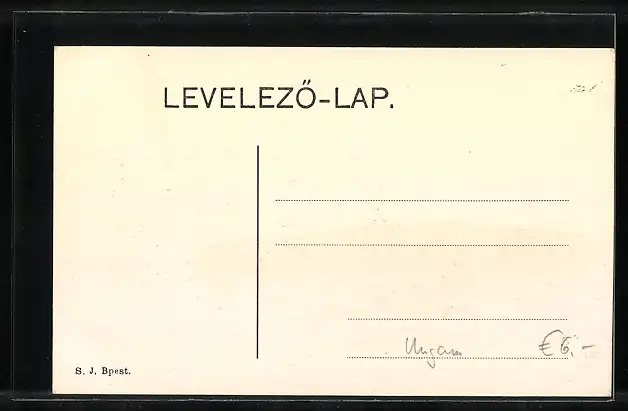 LEVELEZŐ-LAP.
Ungarn €6.-
S. J. Bpest.